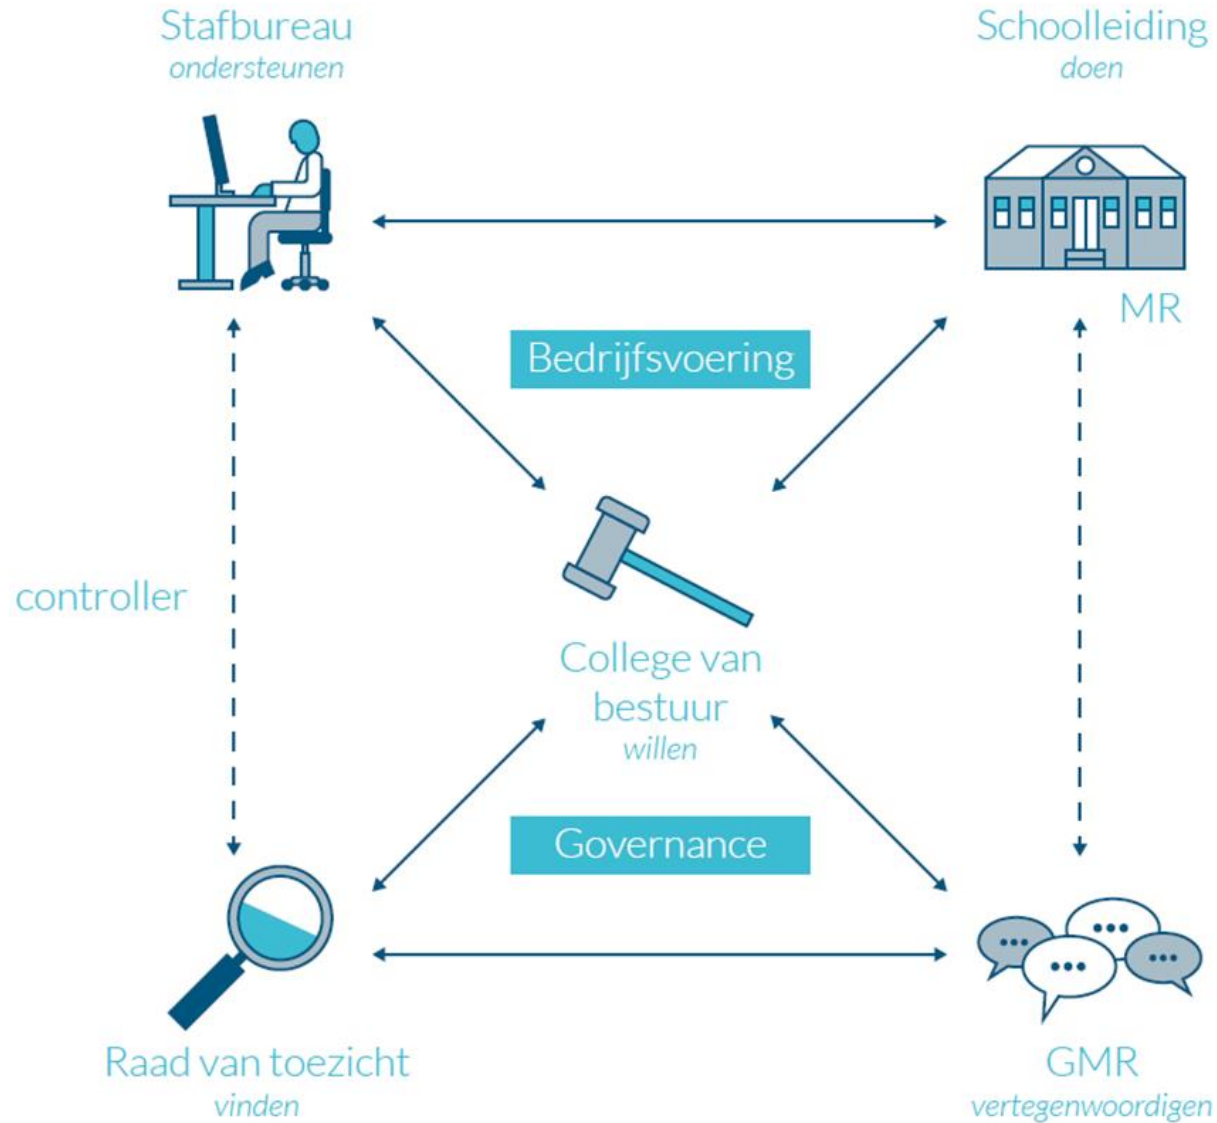 Stafbureau
ondersteunen
Schoolleiding
doen
MR
Bedrijfsvoering
controller
College van
bestuur
willen
Governance
Raad van toezicht
vinden
GMR
vertegenwoordigen